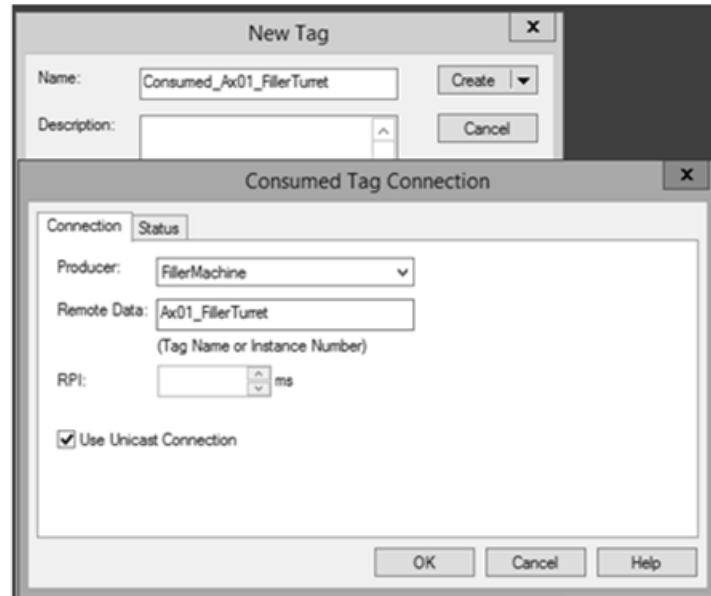 New Tag
x
Name: Consumed_Ax01_FillerTurret Create
Description: Cancel
Consumed Tag Connection
x
Connection Status
Producer: FillerMachine
Remote Data: Ax01_FillerTurret
(Tag Name or Instance Number)
RPI: ms
Use Unicast Connection
OK Cancel Help